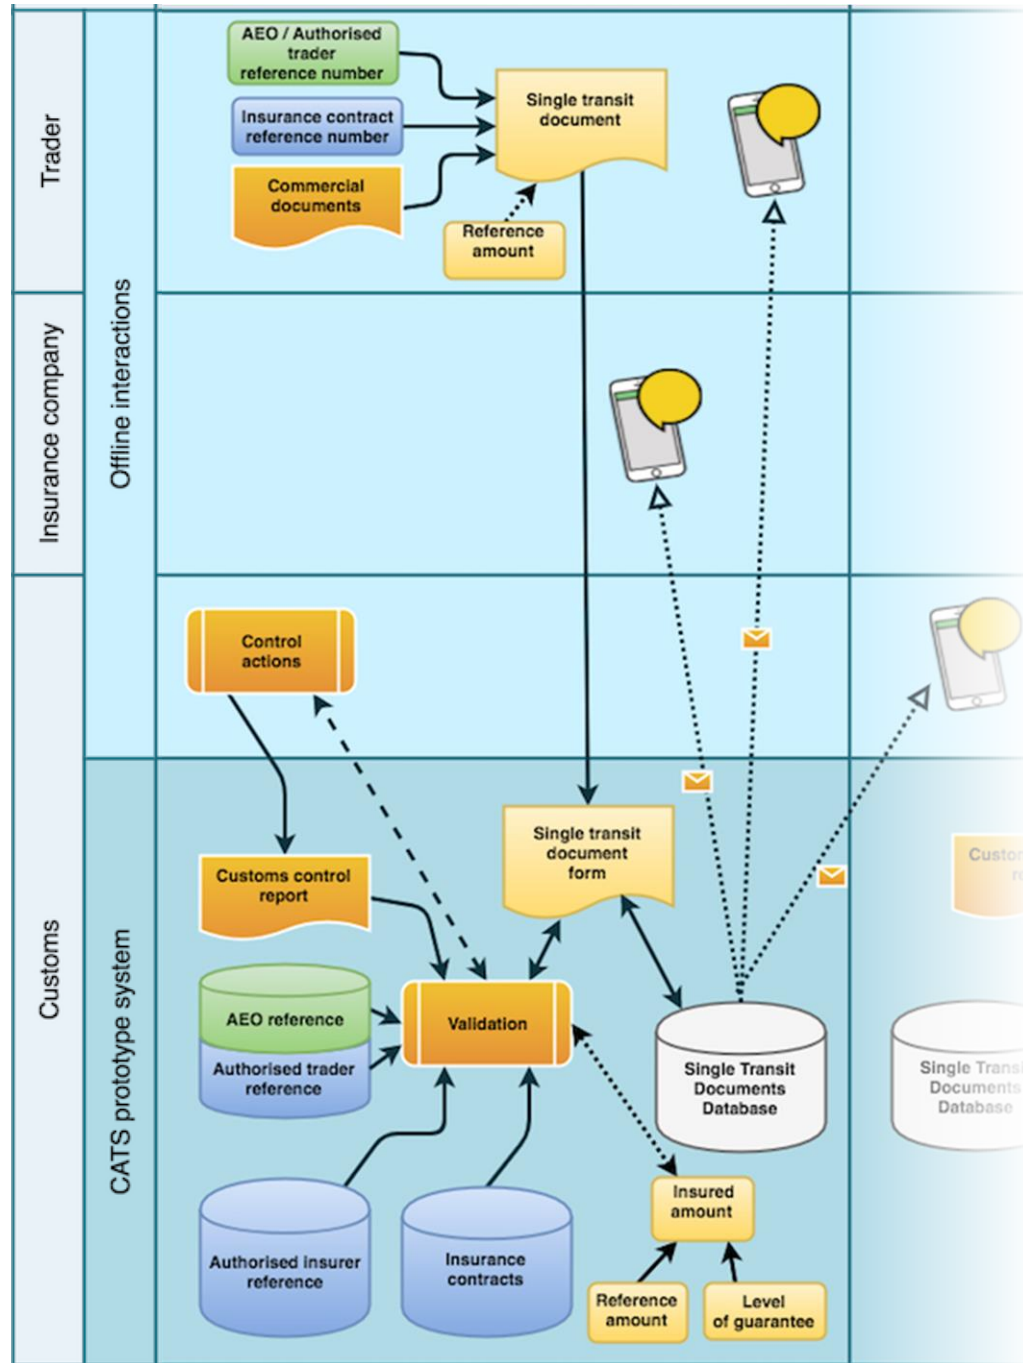 Trader
Insurance company
Customs
Offline interactions
CATS prototype system
AEO / Authorised
trader
reference number
Insurance contract
reference number
Commercial
documents
Single transit
document
Reference
amount
Control
actions
Customs control
report
Single transit
document
form
AEO reference
Authorised trader
reference
Validation
Single Transit
Documents
Database
Authorised insurer
reference
Insurance
contracts
Insured
amount
Reference
amount
Level
of guarantee
Documents
Database